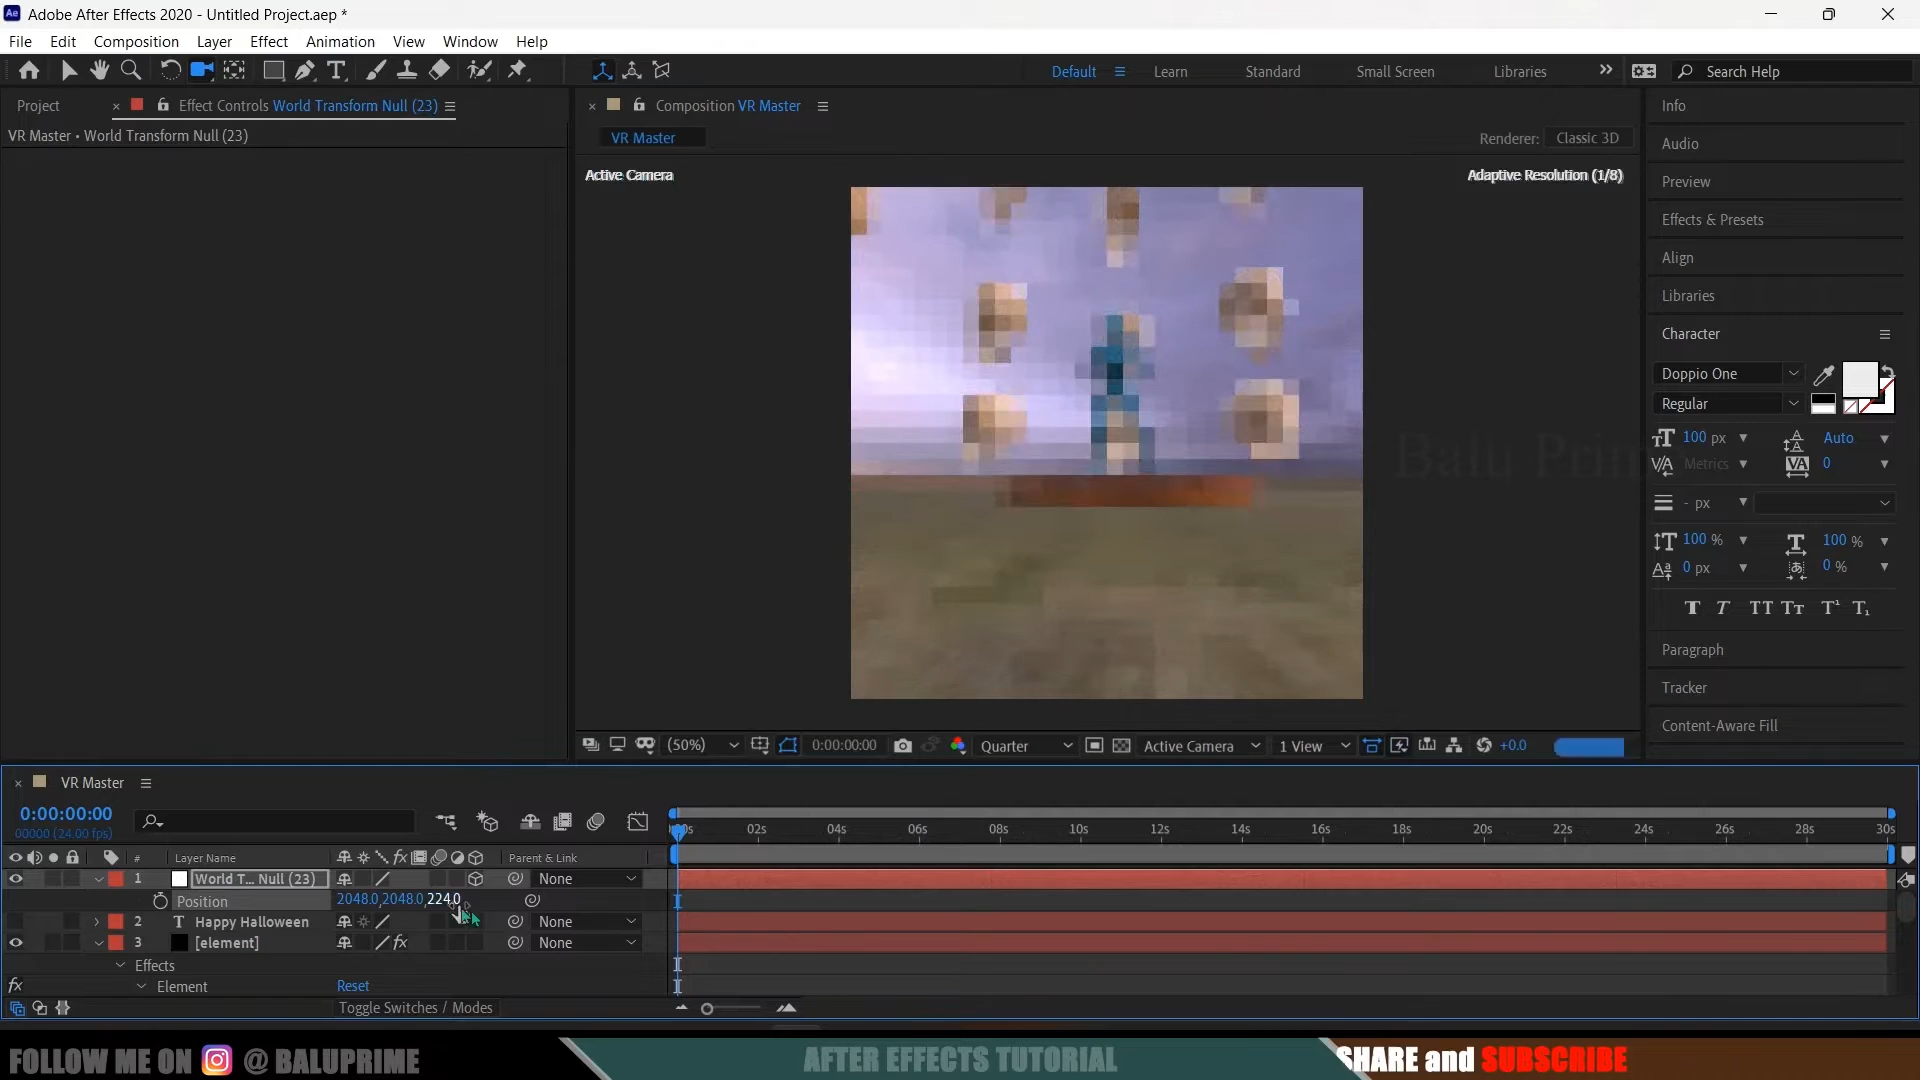 Adobe After Effects 2020 - Untitled Project.aep *
File Edit Composition Layer Effect Animation View Window Help
Default Learn Standard Small Screen Libraries Search Help
Project Effect Controls World Transform Null (23)
VR Master • World Transform Null (23)
Composition VR Master
VR Master
Renderer: Classic 3D
Active Camera
Adaptive Resolution (1/8)
Info
Audio
Preview
Effects & Presets
Align
Libraries
Character
Doppio One
Regular
100 px Auto
Metrics 0
- px
100 % 100 %
0 px 0 %
Paragraph
Tracker
Content-Aware Fill
(50%) 0:00:00:00 Quarter Active Camera 1 View +0.0
VR Master
0:00:00:00
00000 (24.00 fps)
02s 04s 06s 08s 10s 12s 14s 16s 18s 20s 22s 24s 26s 28s 30s
# Layer Name Parent & Link
1 World T... Null (23) None
Position 2048.0,2048.0,224.0
2 Happy Halloween None
3 [element] None
Effects
Element Reset
Toggle Switches / Modes
FOLLOW ME ON @ BALUPRIME
AFTER EFFECTS TUTORIAL
SHARE and SUBSCRIBE